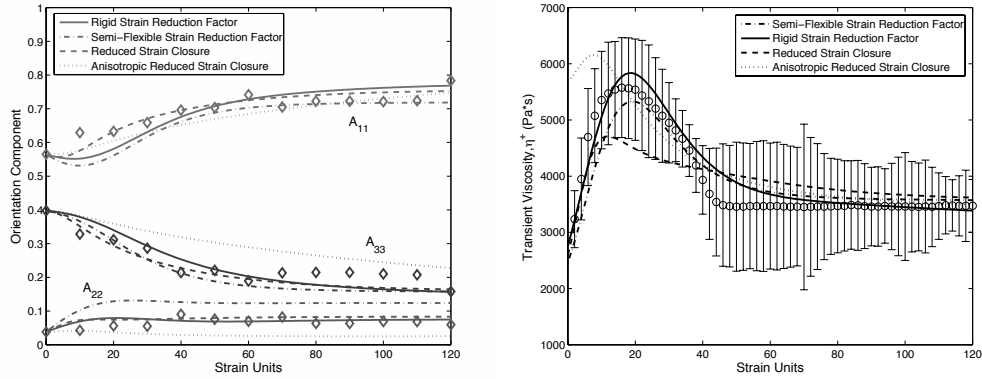 1
0.9
0.8
0.7
0.6
0.5
0.4
0.3
0.2
0.1
0
Orientation Component
Rigid Strain Reduction Factor
Semi-Flexible Strain Reduction Factor
Reduced Strain Closure
Anisotropic Reduced Strain Closure
A11
A33
A22
0 20 40 60 80 100 120
Strain Units
7000
6000
5000
4000
3000
2000
1000
Transient Viscosity, η+ (Pa*s)
Semi-Flexible Strain Reduction Factor
Rigid Strain Reduction Factor
Reduced Strain Closure
Anisotropic Reduced Strain Closure
0 20 40 60 80 100 120
Strain Units